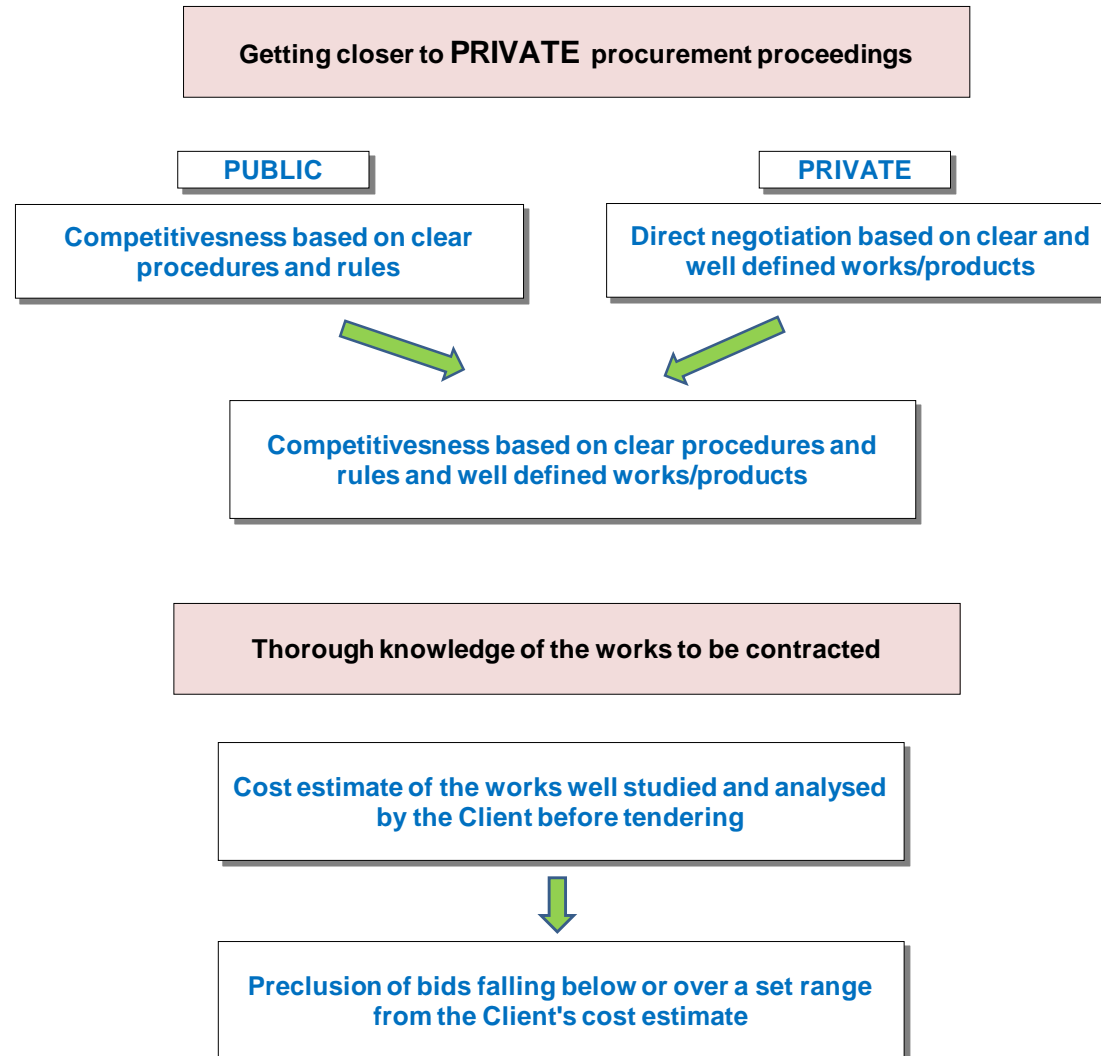 Getting closer to PRIVATE procurement proceedings
PUBLIC
PRIVATE
Competitivesness based on clear
procedures and rules
Direct negotiation based on clear and
well defined works/products
Competitivesness based on clear procedures and
rules and well defined works/products
Thorough knowledge of the works to be contracted
Cost estimate of the works well studied and analysed
by the Client before tendering
Preclusion of bids falling below or over a set range
from the Client's cost estimate